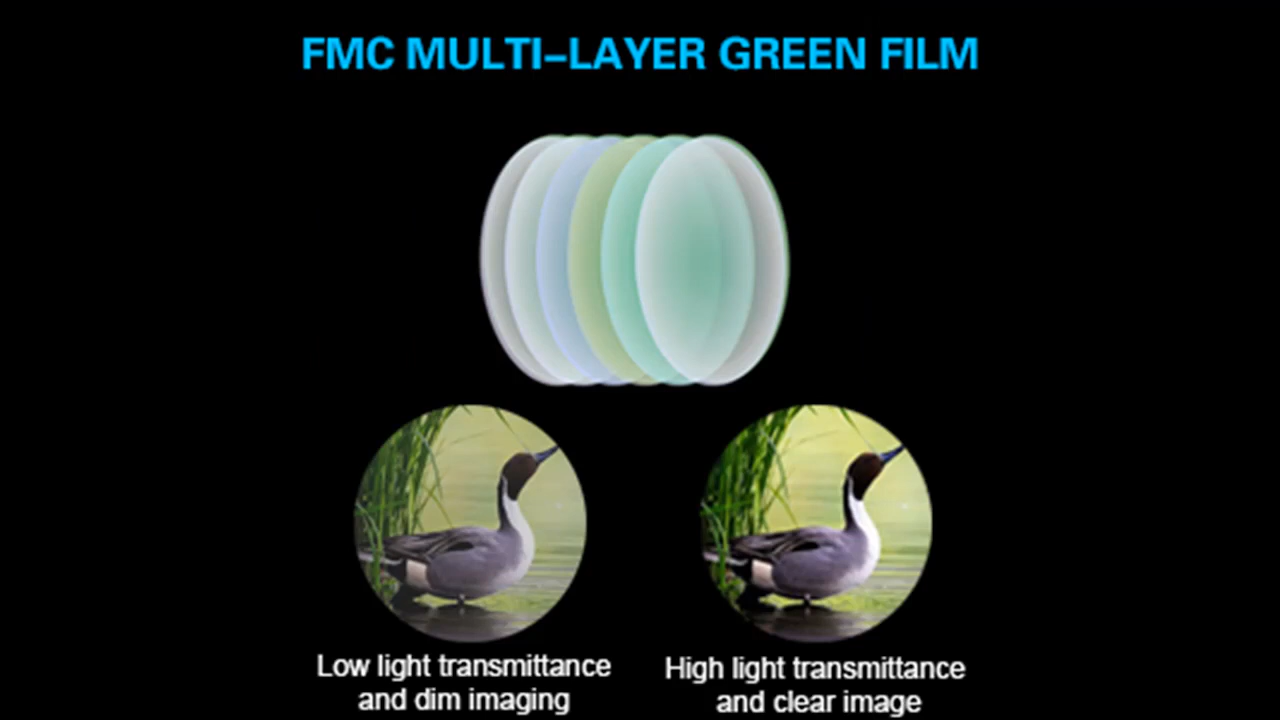 FMC MULTI-LAYER GREEN FILM
Low light transmittance
and dim imaging
High light transmittance
and clear image